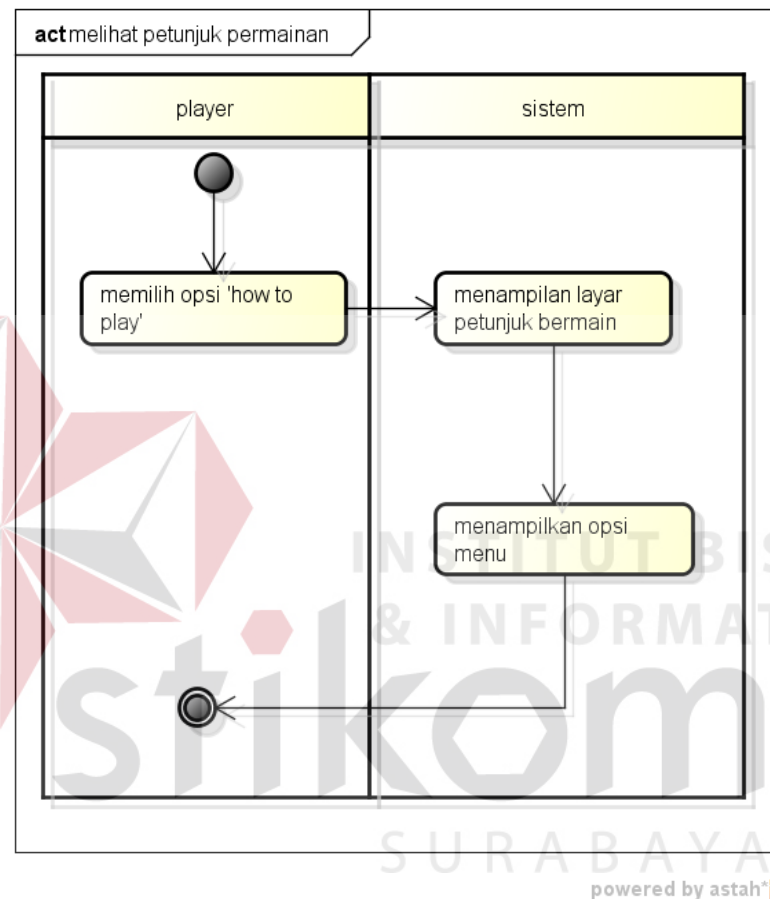 act melihat petunjuk permainan
player
sistem
memilih opsi 'how to
play'
menampilan layar
petunjuk bermain
menampilkan opsi
menu
INSTITUT BIS
& INFORMAT
stikom
SURABAYA
powered by astah*